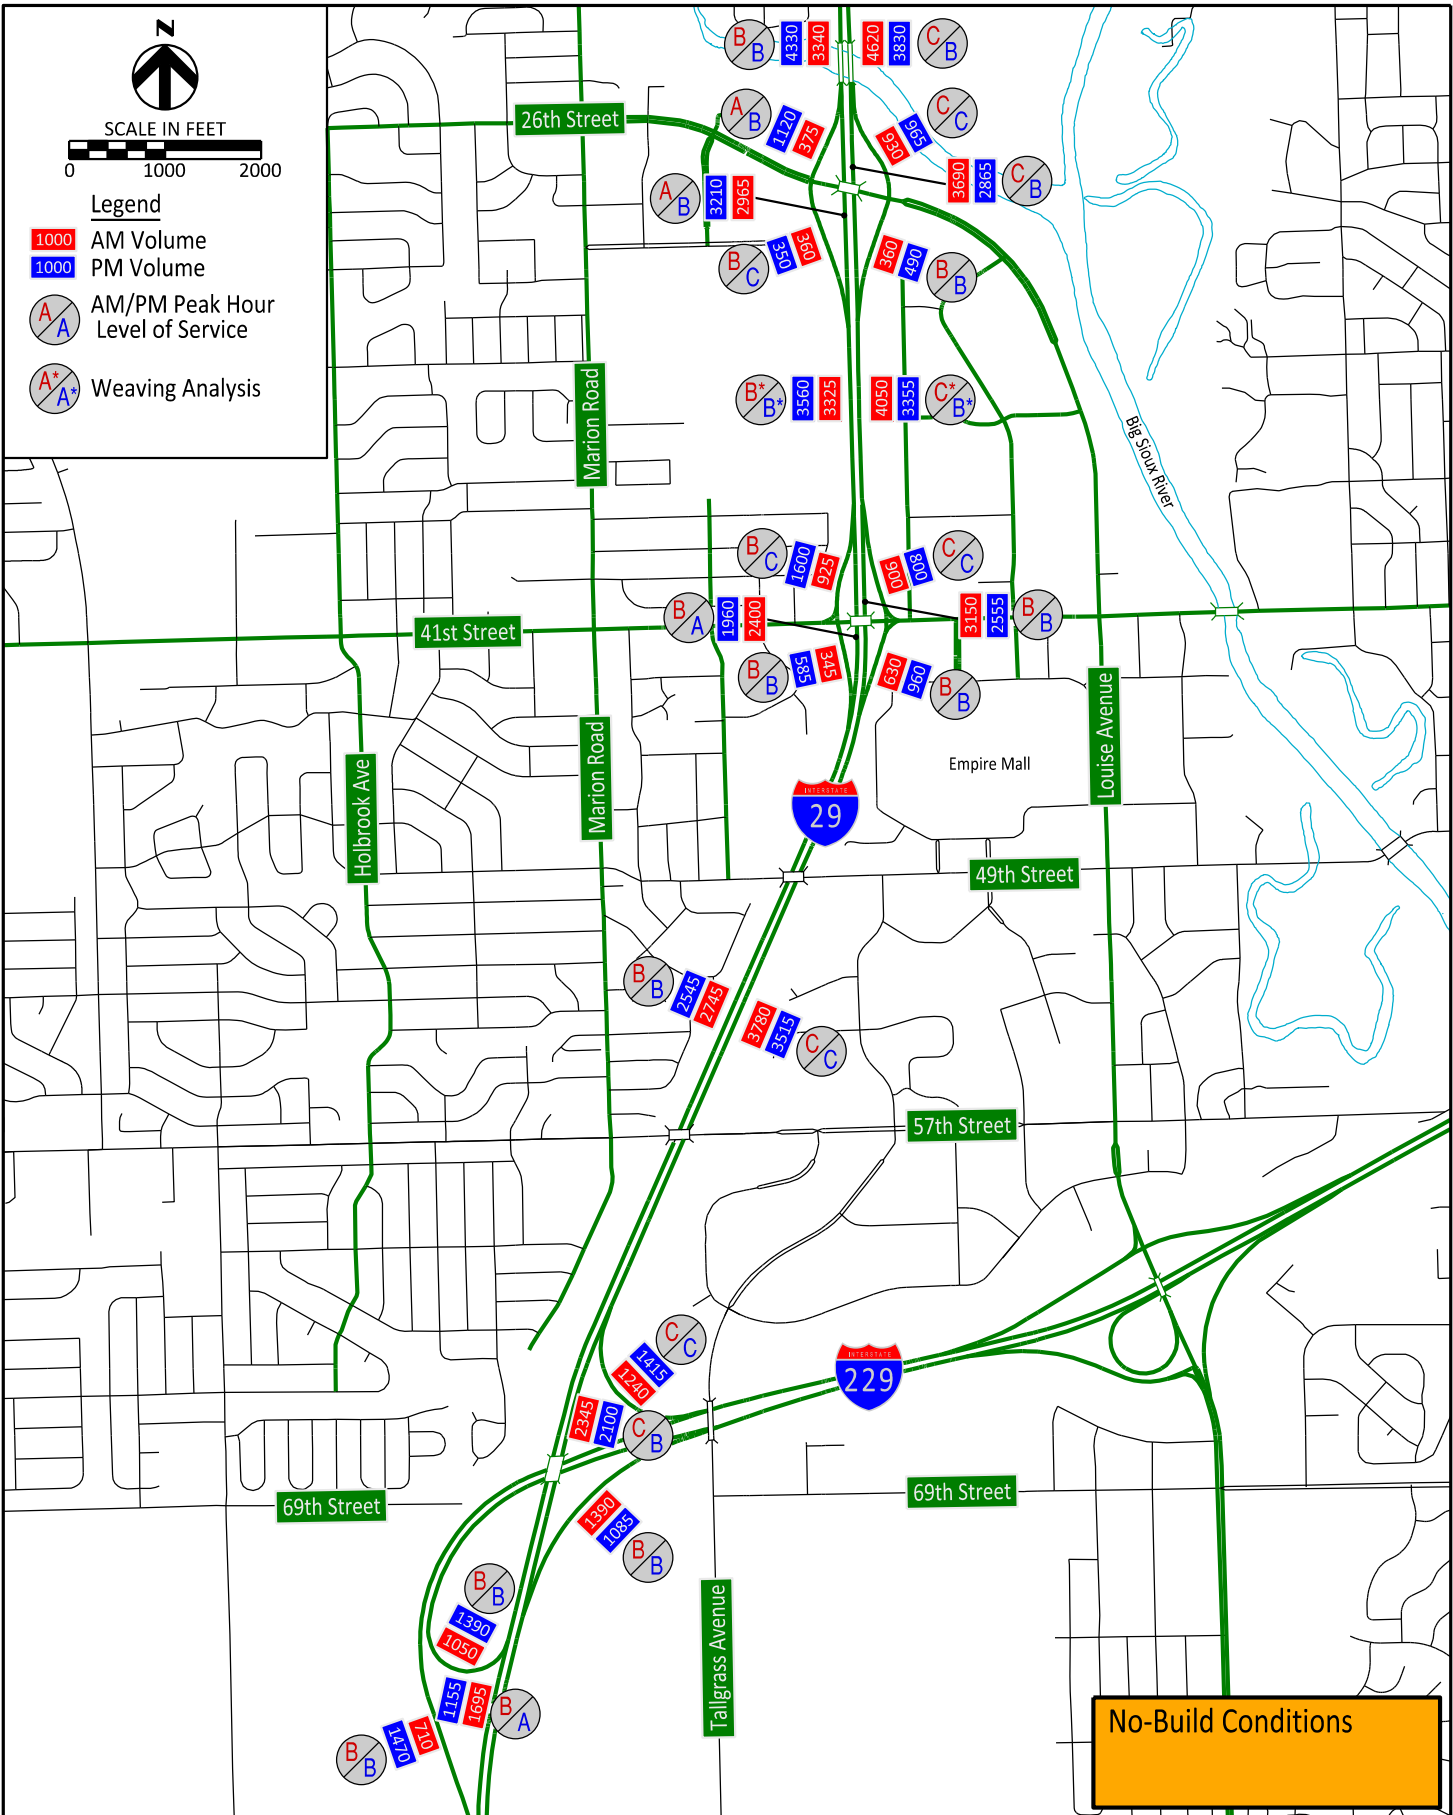 N
SCALE IN FEET
0 1000 2000
Legend
1000 AM Volume
1000 PM Volume
A A AM/PM Peak Hour
Level of Service
A* A* Weaving Analysis
B B 4330 3340 4620 3830 C B
26th Street
A B 1120 375 930 965 C C
A B 3210 2965 3690 2865 C B
B C 350 360 360 490 B B
Marion Road
B* B* 3560 3325 4050 3355 C* B*
Big Sioux River
B C 1600 925 900 800 C C
41st Street
B A 1960 2400 3150 2555 B B
B B 585 345 630 960 B B
Marion Road
Louise Avenue
Empire Mall
Holbrook Ave
INTERSTATE
29
49th Street
B B 2545 2745 3780 3515 C C
57th Street
C C 1415 1240
INTERSTATE
229
2345 2100 C B
69th Street
69th Street
1390 1085 B B
B B 1390 1050
Tallgrass Avenue
1155 1695 B A
B B 1470 710
No-Build Conditions